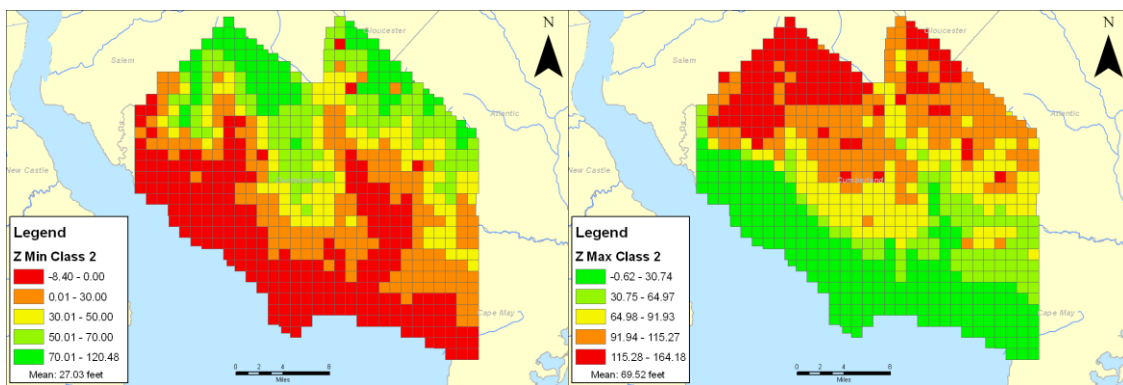 N
Gloucester
Salem
Atlantic
New Castle
Cumberland
Cape May
Legend
Z Min Class 2
-8.40 - 0.00
0.01 - 30.00
30.01 - 50.00
50.01 - 70.00
70.01 - 120.48
Mean: 27.03 feet
0 2 4 8
Miles
N
Gloucester
Salem
Atlantic
New Castle
Cumberland
Cape May
Legend
Z Max Class 2
-0.62 - 30.74
30.75 - 64.97
64.98 - 91.93
91.94 - 115.27
115.28 - 164.18
Mean: 69.52 feet
0 2 4 8
Miles